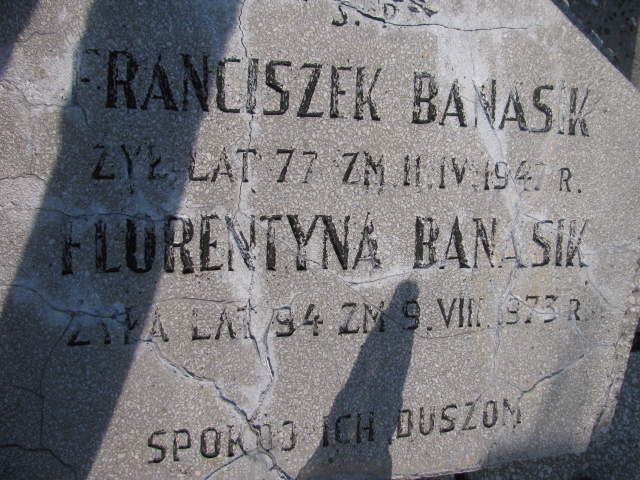 Ś. P.
FRANCISZEK BANASIK
ŻYŁ LAT 77 ZM. 11.IV.1947 R.
FLORENTYNA BANASIK
ŻYŁA LAT 94 ZM 9.VIII.1973 R.
SPOKÓJ ICH DUSZOM